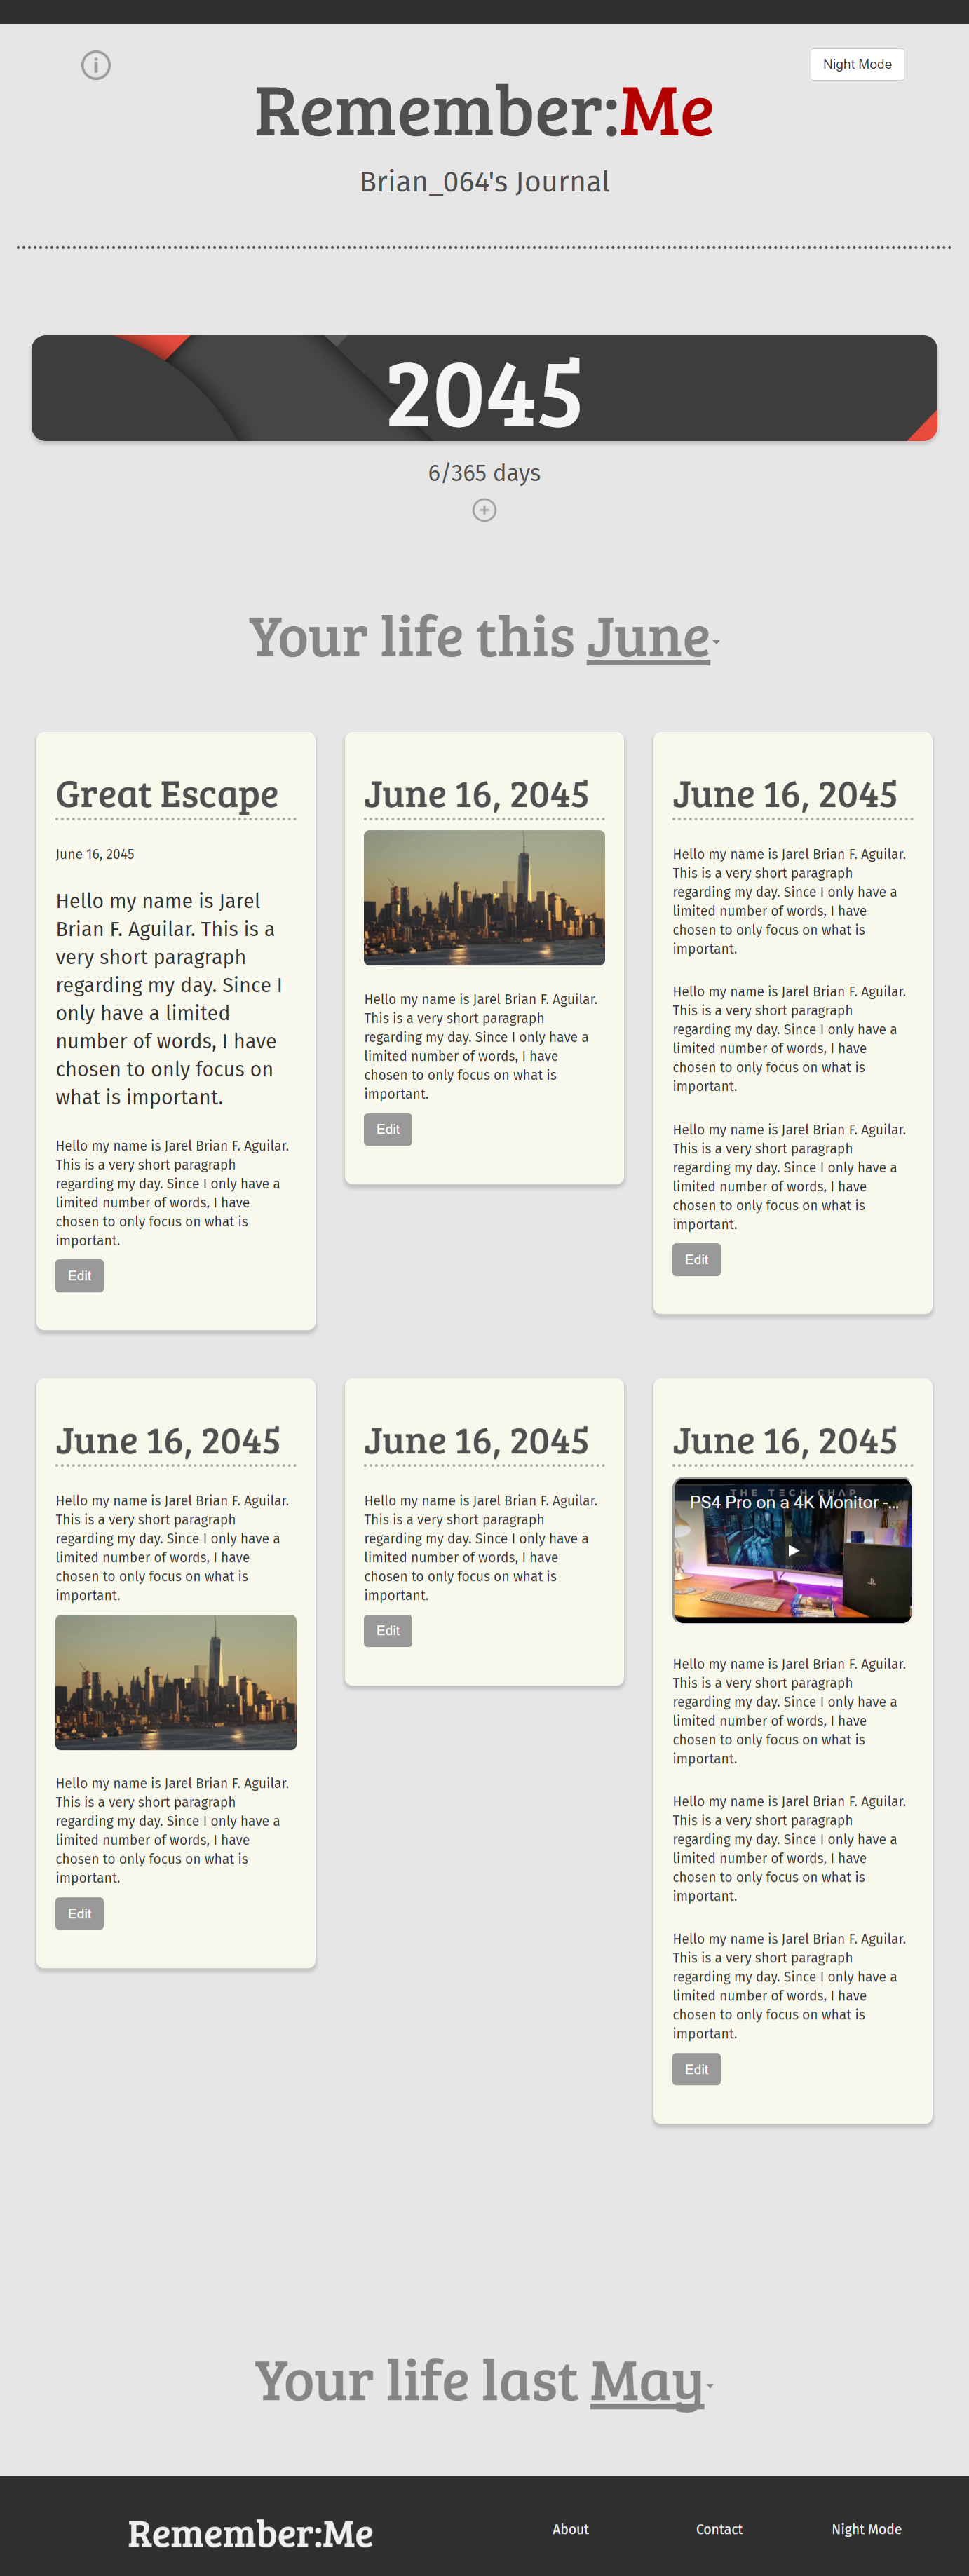 Night Mode
Remember:Me
Brian_064's Journal
2045
6/365 days
Your life this June
Great Escape
June 16, 2045
Hello my name is Jarel
Brian F. Aguilar. This is a
very short paragraph
regarding my day. Since I
only have a limited
number of words, I have
chosen to only focus on
what is important.
Hello my name is Jarel Brian F. Aguilar.
This is a very short paragraph
regarding my day. Since I only have a
limited number of words, I have
chosen to only focus on what is
important.
Edit
June 16, 2045
Hello my name is Jarel Brian F. Aguilar.
This is a very short paragraph
regarding my day. Since I only have a
limited number of words, I have
chosen to only focus on what is
important.
Edit
June 16, 2045
Hello my name is Jarel Brian F. Aguilar.
This is a very short paragraph
regarding my day. Since I only have a
limited number of words, I have
chosen to only focus on what is
important.
Hello my name is Jarel Brian F. Aguilar.
This is a very short paragraph
regarding my day. Since I only have a
limited number of words, I have
chosen to only focus on what is
important.
Hello my name is Jarel Brian F. Aguilar.
This is a very short paragraph
regarding my day. Since I only have a
limited number of words, I have
chosen to only focus on what is
important.
Edit
June 16, 2045
Hello my name is Jarel Brian F. Aguilar.
This is a very short paragraph
regarding my day. Since I only have a
limited number of words, I have
chosen to only focus on what is
important.
Hello my name is Jarel Brian F. Aguilar.
This is a very short paragraph
regarding my day. Since I only have a
limited number of words, I have
chosen to only focus on what is
important.
Edit
June 16, 2045
Hello my name is Jarel Brian F. Aguilar.
This is a very short paragraph
regarding my day. Since I only have a
limited number of words, I have
chosen to only focus on what is
important.
Edit
June 16, 2045
THE TECH CHAP
PS4 Pro on a 4K Monitor -...
Hello my name is Jarel Brian F. Aguilar.
This is a very short paragraph
regarding my day. Since I only have a
limited number of words, I have
chosen to only focus on what is
important.
Hello my name is Jarel Brian F. Aguilar.
This is a very short paragraph
regarding my day. Since I only have a
limited number of words, I have
chosen to only focus on what is
important.
Hello my name is Jarel Brian F. Aguilar.
This is a very short paragraph
regarding my day. Since I only have a
limited number of words, I have
chosen to only focus on what is
important.
Edit
Your life last May
Remember:Me
About
Contact
Night Mode